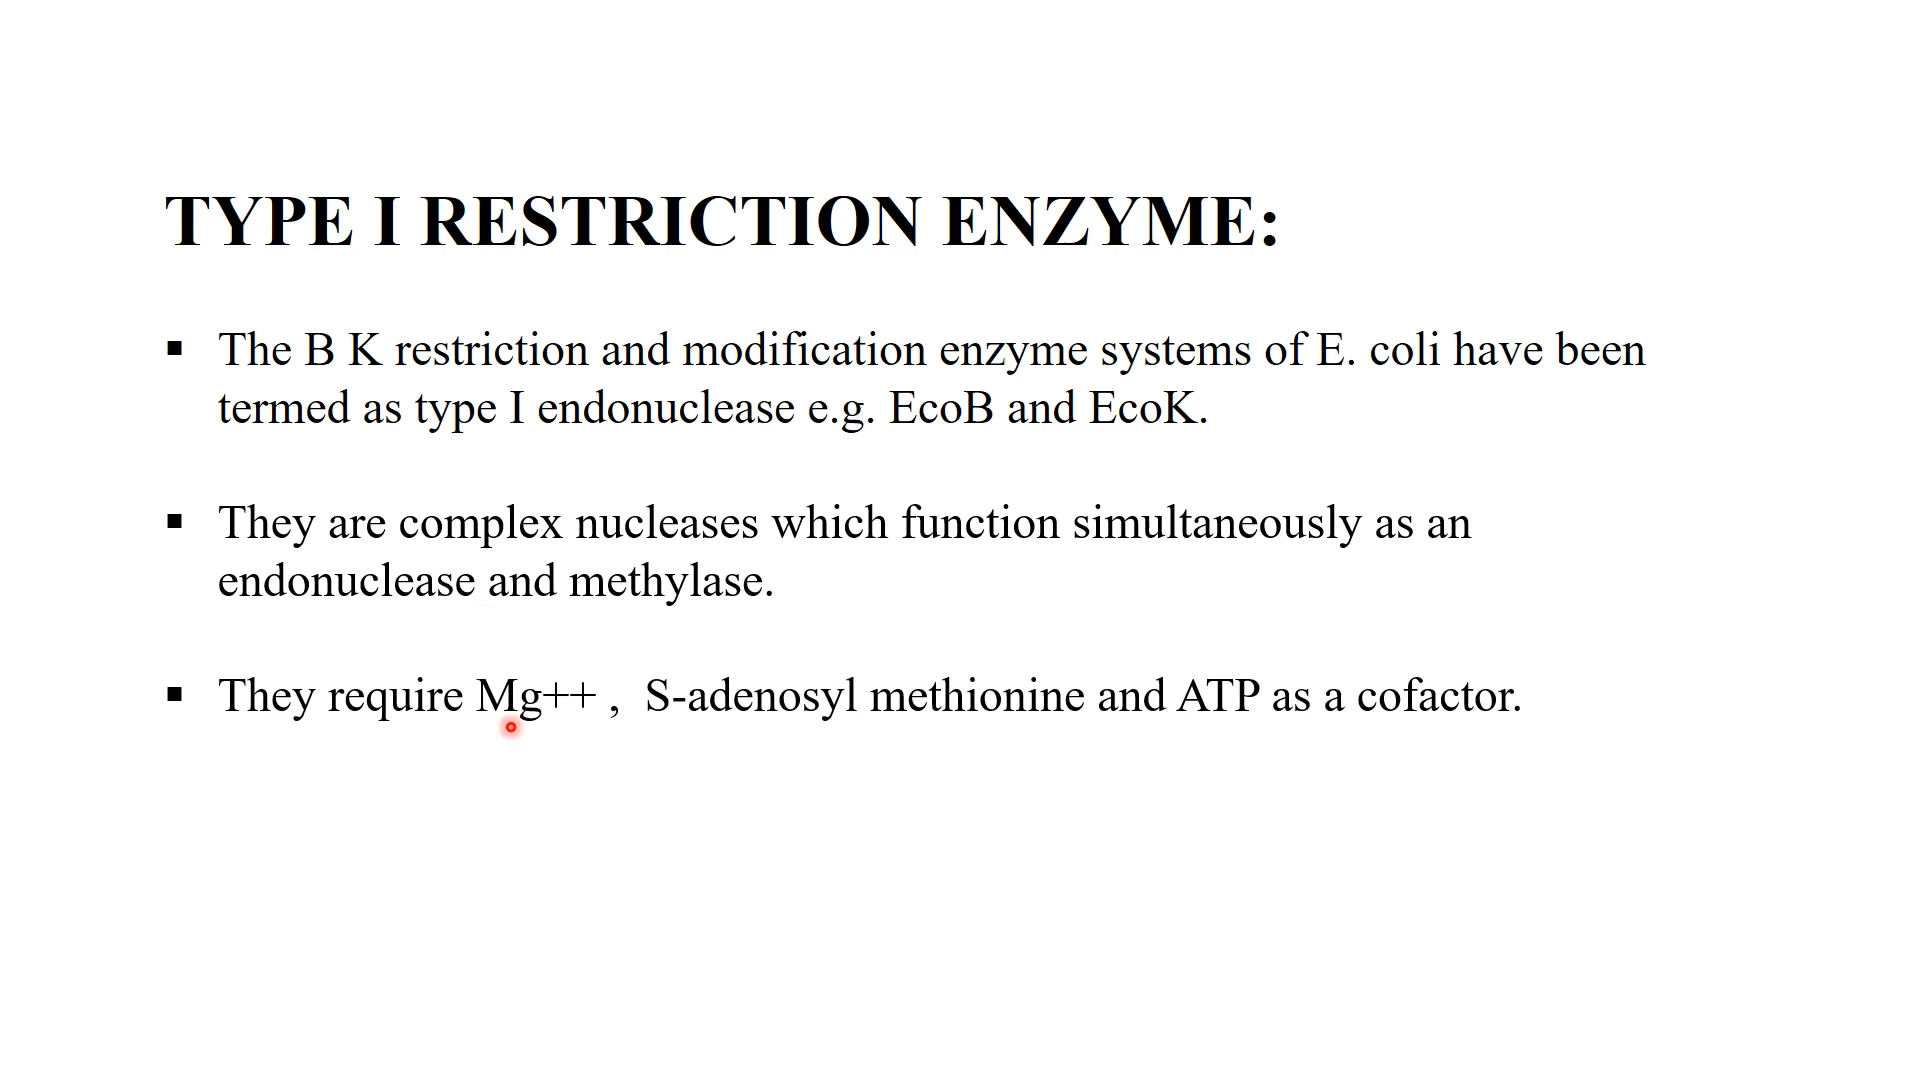 TYPE I RESTRICTION ENZYME:
▪ The B K restriction and modification enzyme systems of E. coli have been
termed as type I endonuclease e.g. EcoB and EcoK.
▪ They are complex nucleases which function simultaneously as an
endonuclease and methylase.
▪ They require Mg++ ,  S-adenosyl methionine and ATP as a cofactor.